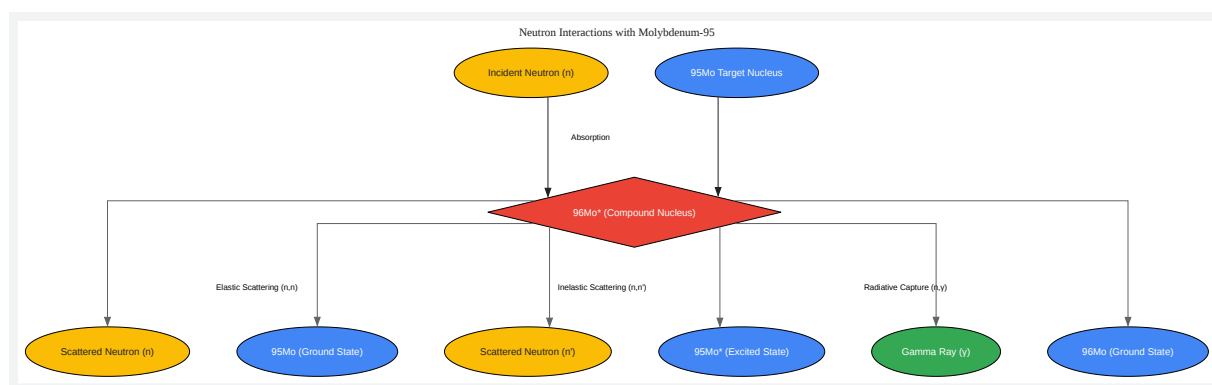 Neutron Interactions with Molybdenum-95
Incident Neutron (n)
95Mo Target Nucleus
Absorption
96Mo* (Compound Nucleus)
Elastic Scattering (n,n)
Inelastic Scattering (n,n')
Radiative Capture (n,γ)
Scattered Neutron (n)
95Mo (Ground State)
Scattered Neutron (n')
95Mo* (Excited State)
Gamma Ray (γ)
96Mo (Ground State)